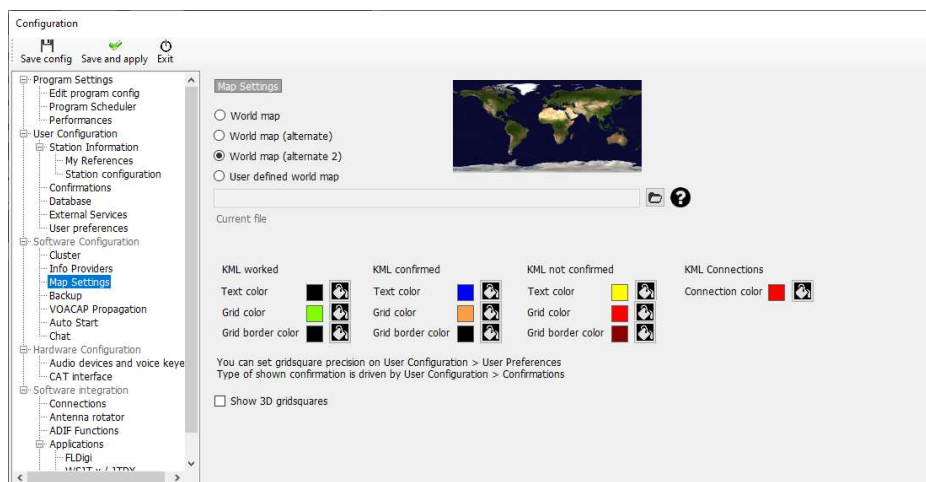 Configuration
Save config Save and apply Exit
Program Settings
Edit program config
Program Scheduler
Performances
User Configuration
Station Information
My References
Station configuration
Confirmations
Database
External Services
User preferences
Software Configuration
Cluster
Info Providers
Map Settings
Backup
VOACAP Propagation
Auto Start
Chat
Hardware Configuration
Audio devices and voice keye
CAT interface
Software integration
Connections
Antenna rotator
ADIF Functions
Applications
FLDigi
WSJT-x / JTDX
Map Settings
World map
World map (alternate)
World map (alternate 2)
User defined world map
?
Current file
KML worked KML confirmed KML not confirmed KML Connections
Text color Text color Text color Connection color
Grid color Grid color Grid color
Grid border color Grid border color Grid border color
You can set gridsquare precision on User Configuration > User Preferences
Type of shown confirmation is driven by User Configuration > Confirmations
Show 3D gridsquares